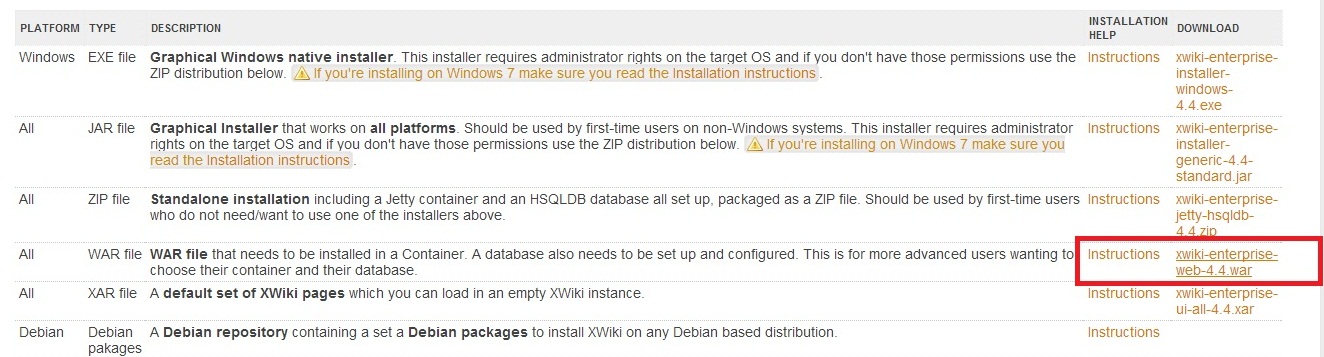 PLATFORM TYPE DESCRIPTION INSTALLATION HELP DOWNLOAD
Windows EXE file Graphical Windows native installer. This installer requires administrator rights on the target OS and if you don't have those permissions use the Instructions xwiki-enterprise-
ZIP distribution below. If you're installing on Windows 7 make sure you read the Installation instructions. installer-
windows-
4.4.exe
All JAR file Graphical Installer that works on all platforms. Should be used by first-time users on non-Windows systems. This installer requires administrator Instructions xwiki-enterprise-
rights on the target OS and if you don't have those permissions use the ZIP distribution below. If you're installing on Windows 7 make sure you installer-
read the Installation instructions. generic-4.4-
standard.jar
All ZIP file Standalone installation including a Jetty container and an HSQLDB database all set up, packaged as a ZIP file. Should be used by first-time users Instructions xwiki-enterprise-
who do not need/want to use one of the installers above. jetty-hsqldb-
4.4.zip
All WAR file WAR file that needs to be installed in a Container. A database also needs to be set up and configured. This is for more advanced users wanting to Instructions xwiki-enterprise-
choose their container and their database. web-4.4.war
All XAR file A default set of XWiki pages which you can load in an empty XWiki instance. Instructions xwiki-enterprise-
ui-all-4.4.xar
Debian Debian A Debian repository containing a set a Debian packages to install XWiki on any Debian based distribution. Instructions
pakages